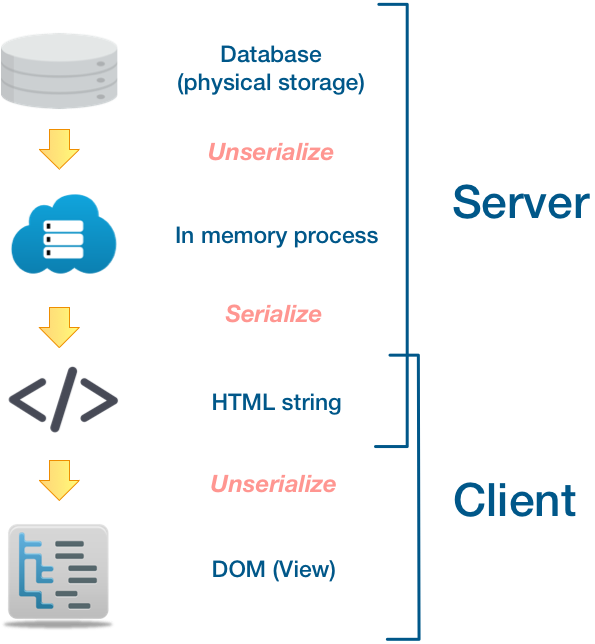 Database
(physical storage)
Unserialize
Server
In memory process
Serialize
</>
HTML string
Unserialize
Client
DOM (View)